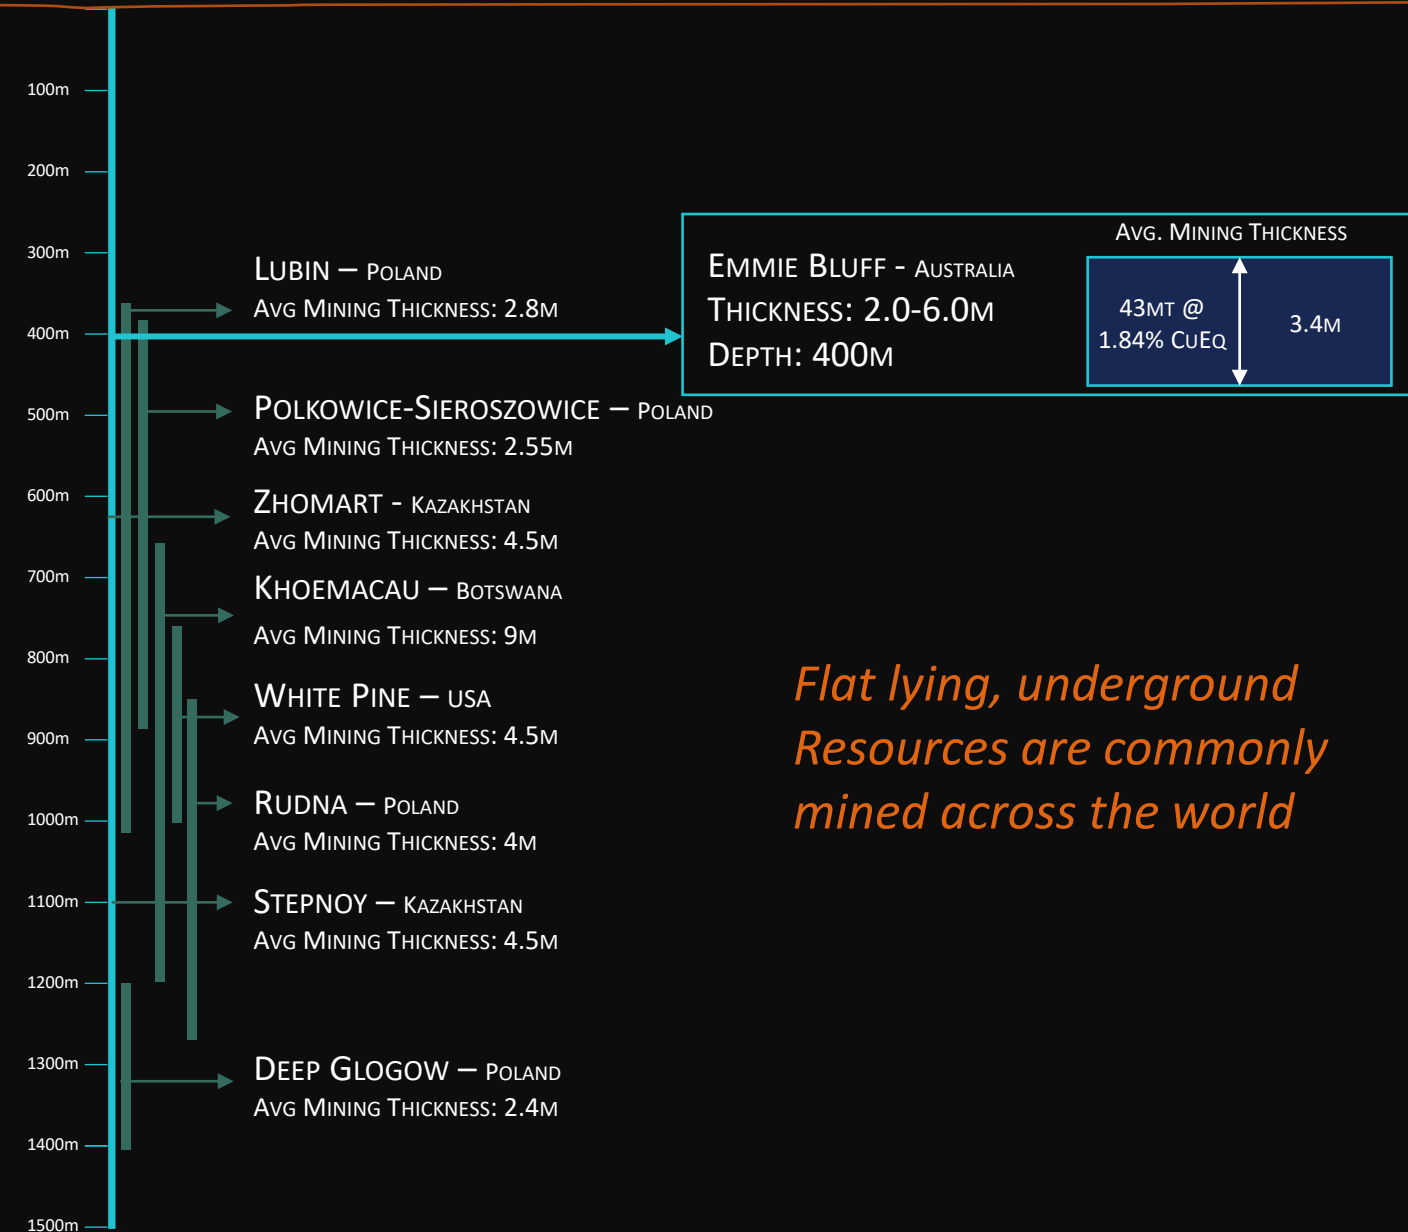 100m
200m
300m
400m
500m
600m
700m
800m
900m
1000m
1100m
1200m
1300m
1400m
1500m
Lubin – Poland
Avg Mining Thickness: 2.8m
Polkowice-Sieroszowice – Poland
Avg Mining Thickness: 2.55m
Zhomart - Kazakhstan
Avg Mining Thickness: 4.5m
Khoemacau – Botswana
Avg Mining Thickness: 9m
White Pine – USA
Avg Mining Thickness: 4.5m
Rudna – Poland
Avg Mining Thickness: 4m
Stepnoy – Kazakhstan
Avg Mining Thickness: 4.5m
Deep Glogow – Poland
Avg Mining Thickness: 2.4m
Emmie Bluff - Australia
Thickness: 2.0-6.0m
Depth: 400m
Avg. Mining Thickness
43mt @
1.84% CuEq
3.4m
Flat lying, underground
Resources are commonly
mined across the world